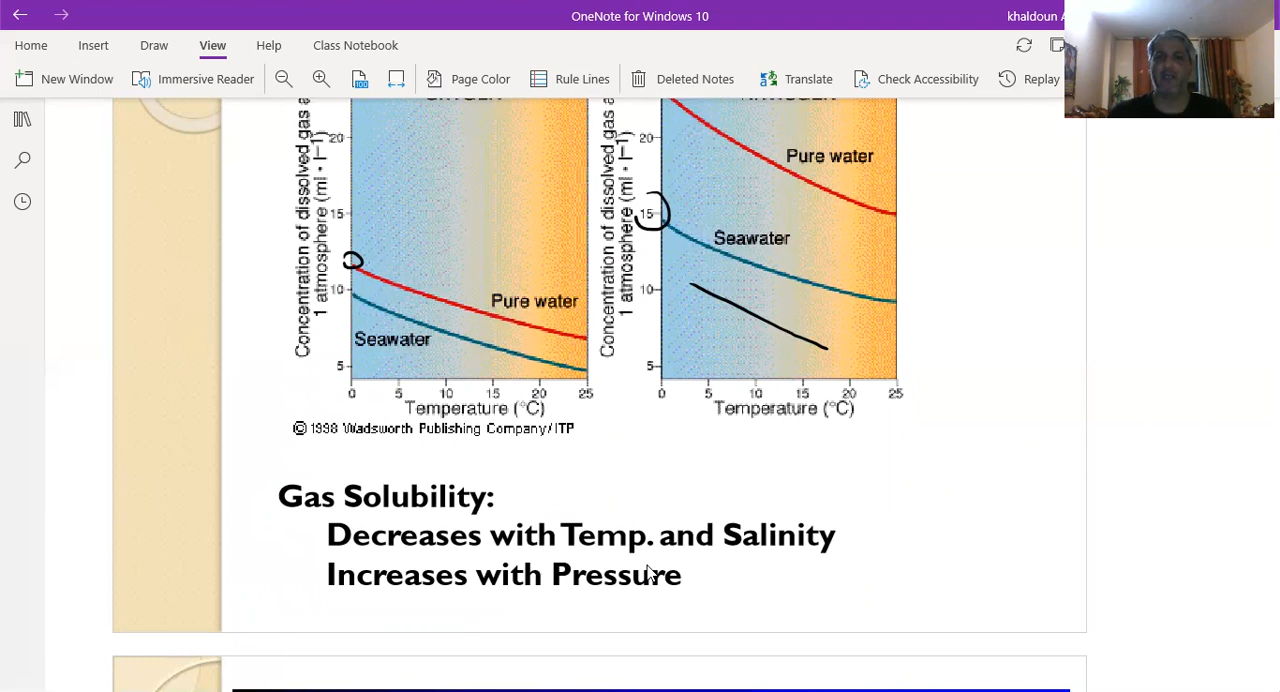 OneNote for Windows 10
khaldoun
Home Insert Draw View Help Class Notebook
New Window Immersive Reader Page Color Rule Lines Deleted Notes Translate Check Accessibility Replay
Concentration of dissolved gas
1 atmosphere (ml • l–1)
20
15
10
5
Pure water
Seawater
0 5 10 15 20 25
Temperature (°C)
Concentration of dissolved gas
1 atmosphere (ml • l–1)
20
15
10
5
Pure water
Seawater
0 5 10 15 20 25
Temperature (°C)
© 1998 Wadsworth Publishing Company/ITP
Gas Solubility:
Decreases with Temp. and Salinity
Increases with Pressure